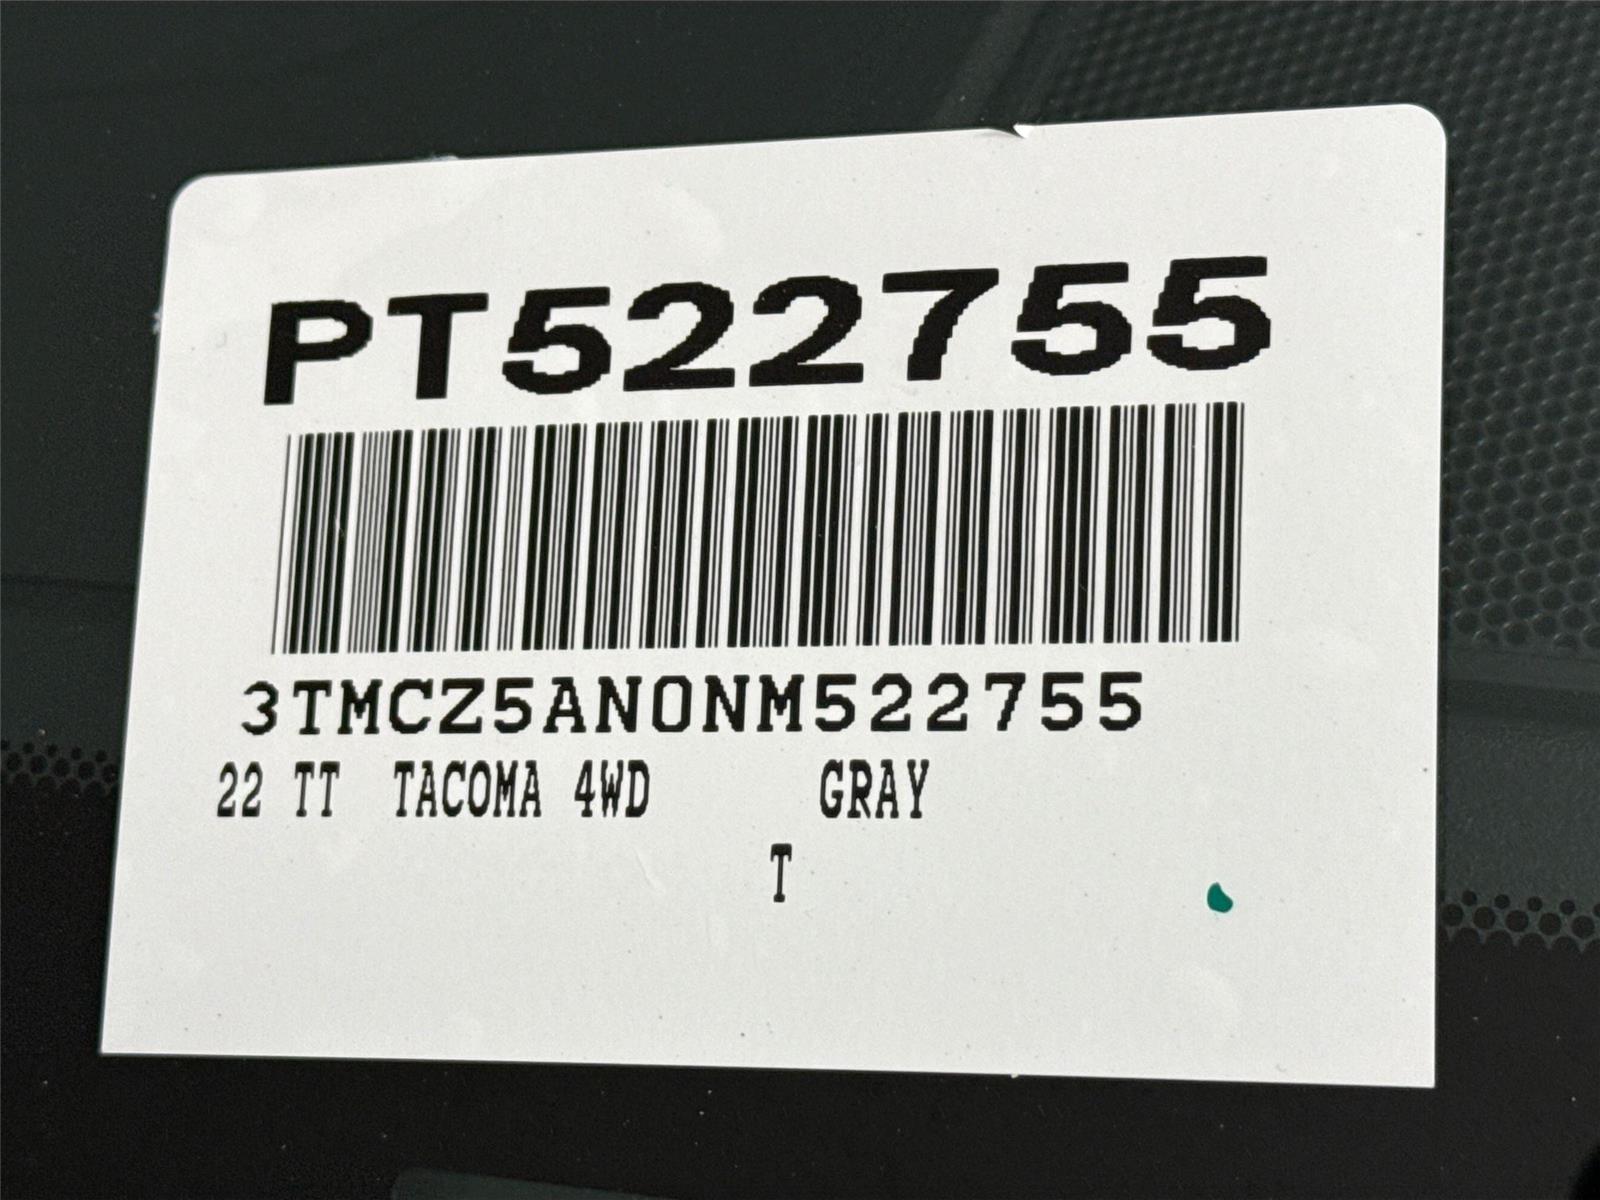 PT522755
3TMCZ5AN0NM522755
22 TT TACOMA 4WD GRAY
T